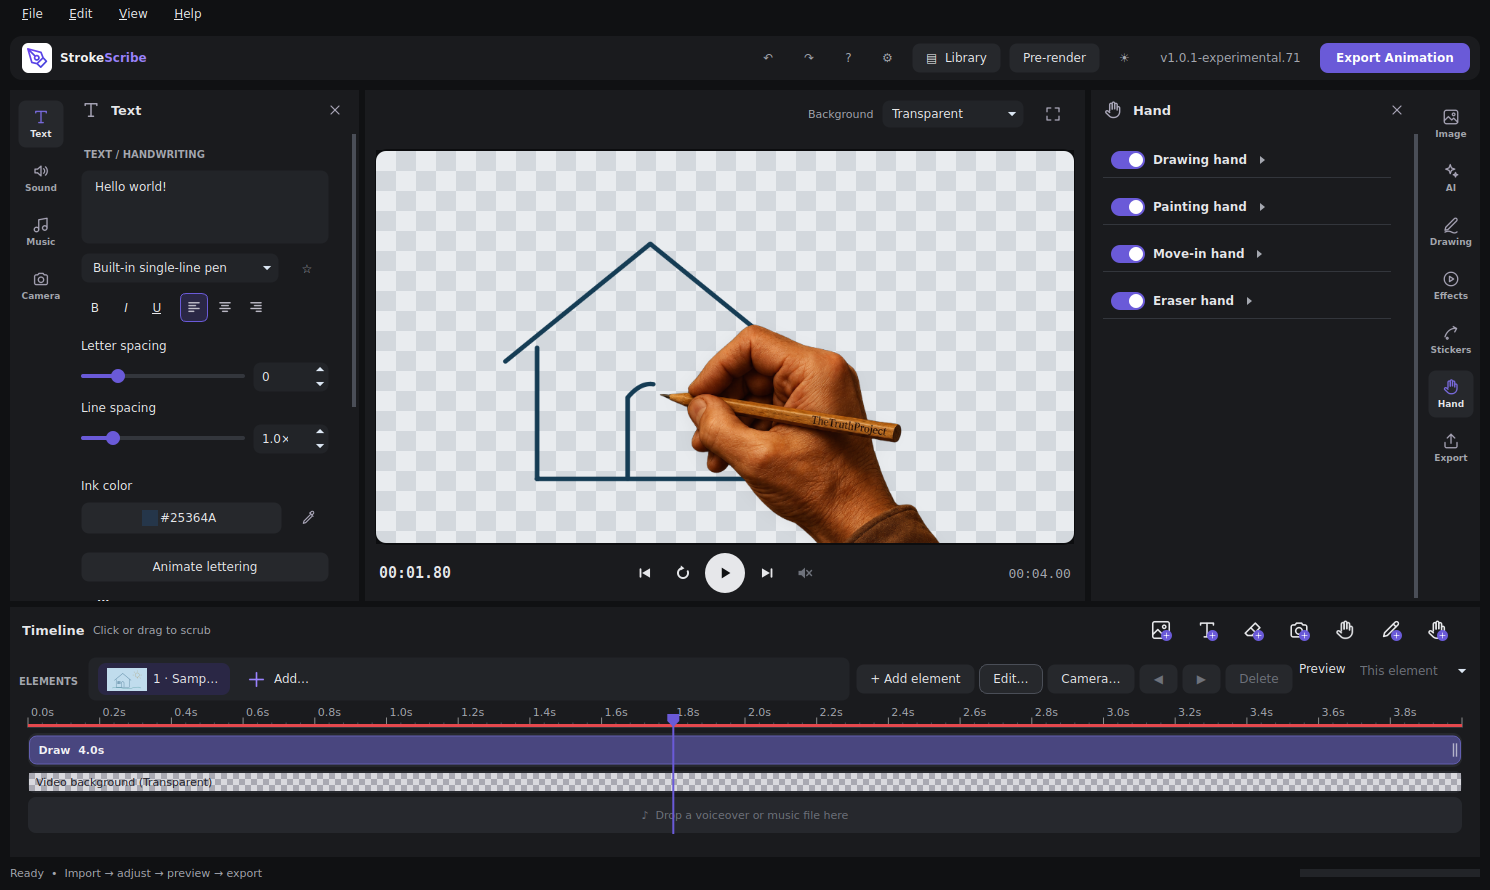 File Edit View Help
StrokeScribe
Library Pre-render v1.0.1-experimental.71 Export Animation
Text
Sound
Music
Camera
Text
TEXT / HANDWRITING
Hello world!
Built-in single-line pen
B I U
Letter spacing
0
Line spacing
1.0×
Ink color
#25364A
Animate lettering
Background Transparent
TheTruthProject
00:01.80
00:04.00
Hand
Drawing hand
Painting hand
Move-in hand
Eraser hand
Image
AI
Drawing
Effects
Stickers
Hand
Export
Timeline Click or drag to scrub
ELEMENTS 1 · Samp... Add... + Add element Edit... Camera... Delete Preview This element
0.0s 0.2s 0.4s 0.6s 0.8s 1.0s 1.2s 1.4s 1.6s 1.8s 2.0s 2.2s 2.4s 2.6s 2.8s 3.0s 3.2s 3.4s 3.6s 3.8s
Draw 4.0s
Video background (Transparent)
♪ Drop a voiceover or music file here
Ready • Import → adjust → preview → export